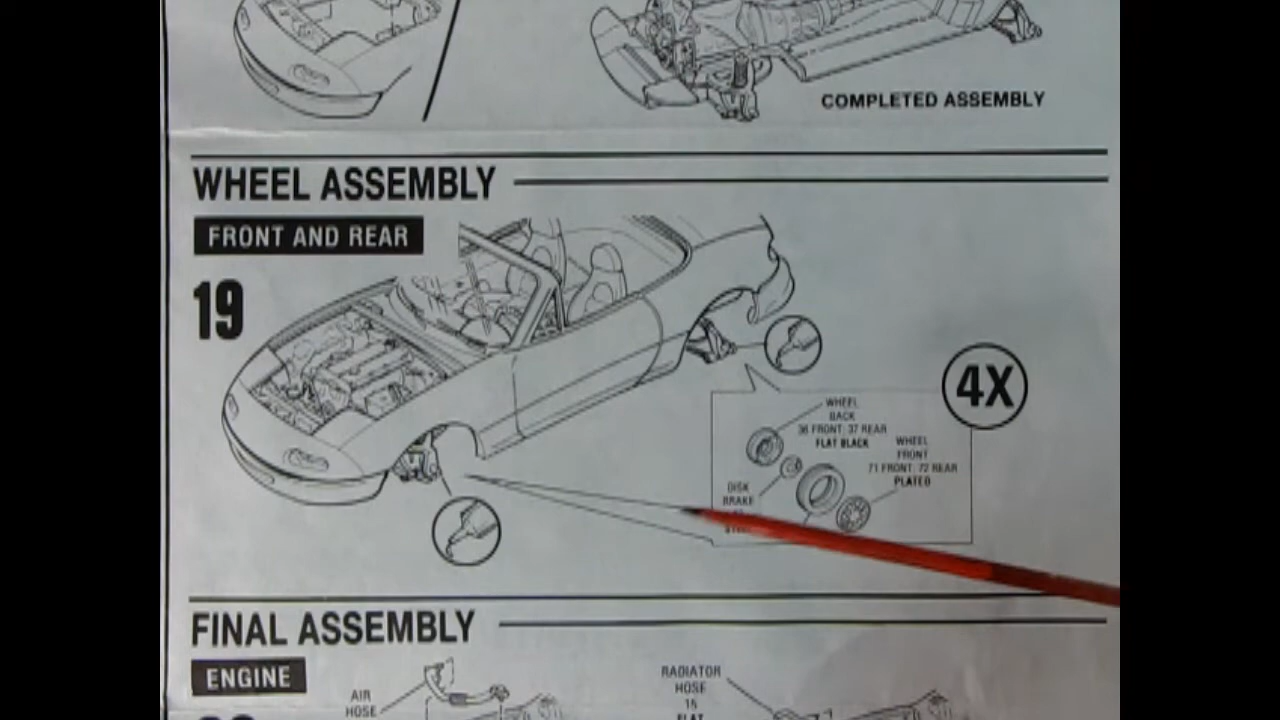 COMPLETED ASSEMBLY
WHEEL ASSEMBLY
FRONT AND REAR
19
4X
WHEEL
BACK
36 FRONT: 37 REAR
FLAT BLACK
WHEEL
FRONT
71 FRONT: 72 REAR
PLATED
DISK
BRAKE
FINAL ASSEMBLY
ENGINE
AIR
HOSE
RADIATOR
HOSE
15
FLAT